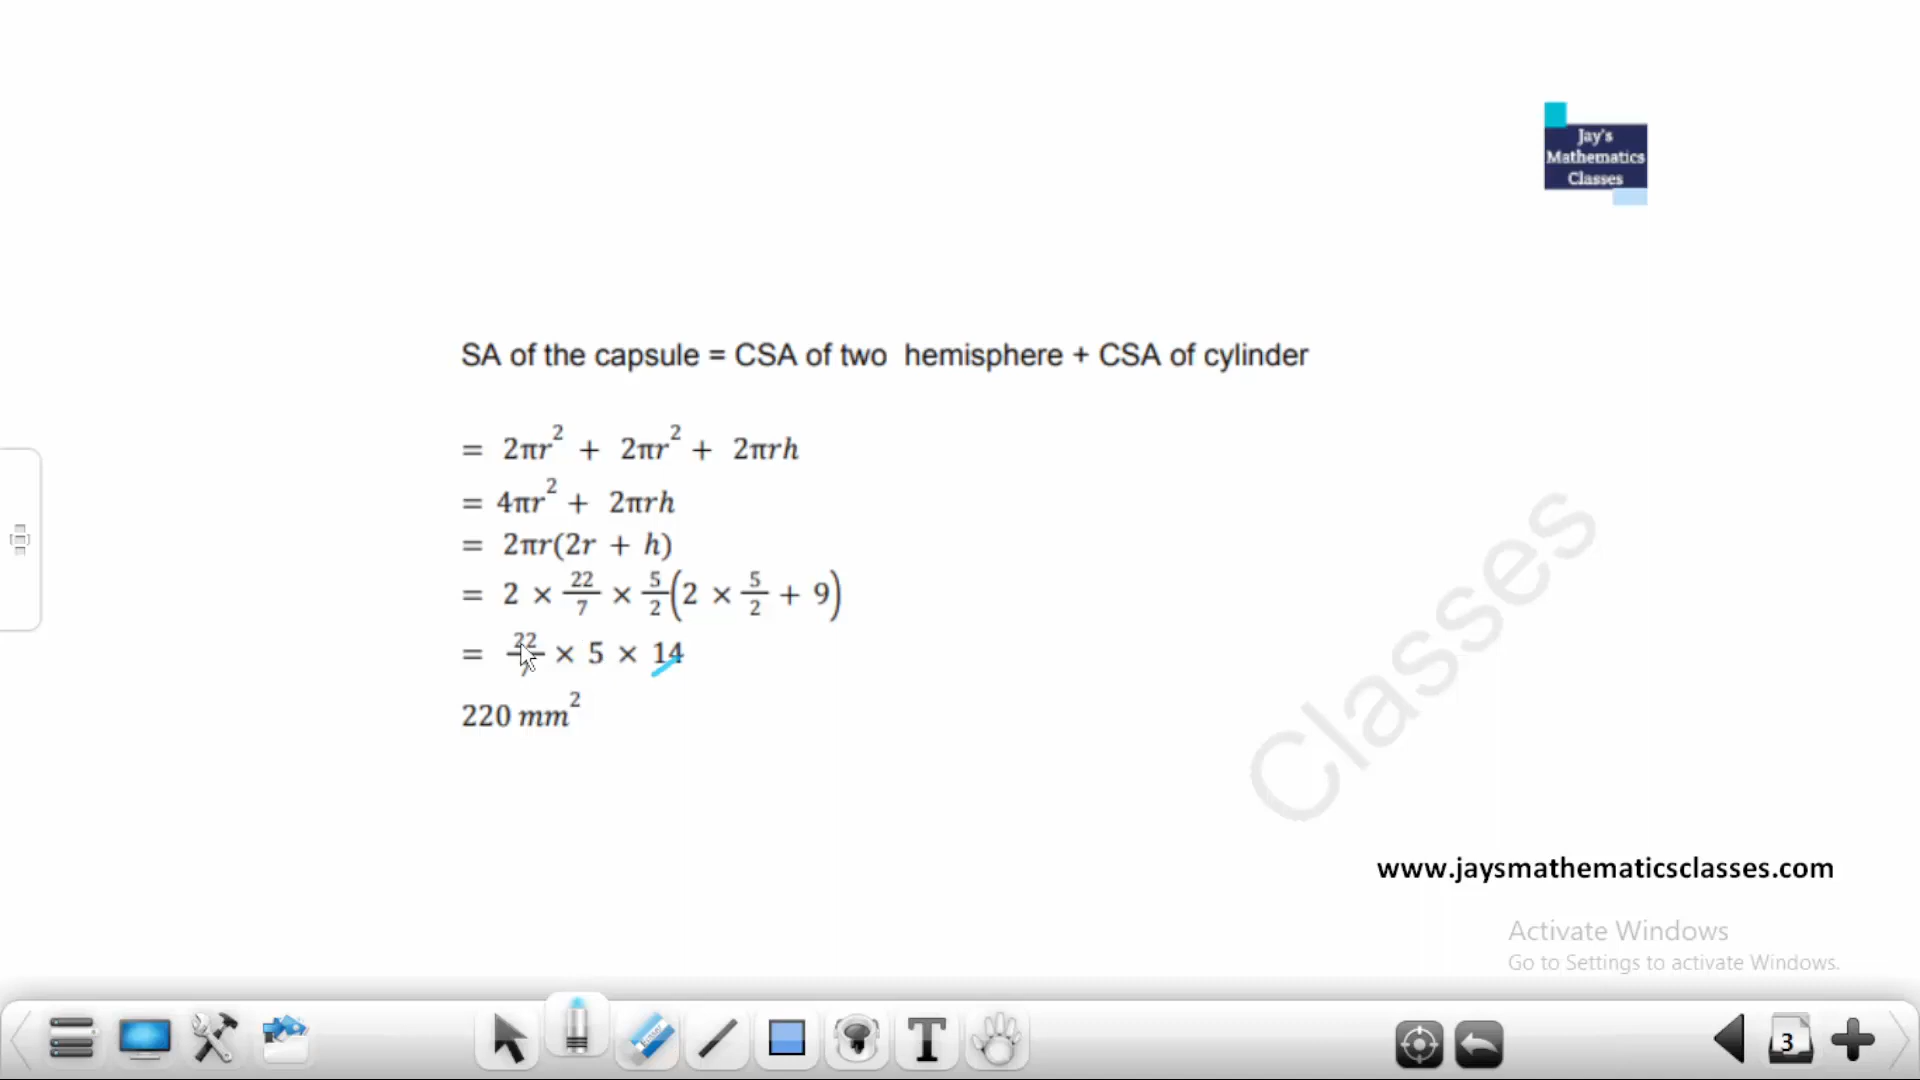 Jay's
Mathematics
Classes
SA of the capsule = CSA of two hemisphere + CSA of cylinder
= 2πr² + 2πr² + 2πrh
= 4πr² + 2πrh
= 2πr(2r + h)
= 2 × 22/7 × 5/2(2 × 5/2 + 9)
= 22/7 × 5 × 14
220 mm²
Classes
www.jaysmathematicsclasses.com
Activate Windows
Go to Settings to activate Windows.
T
3